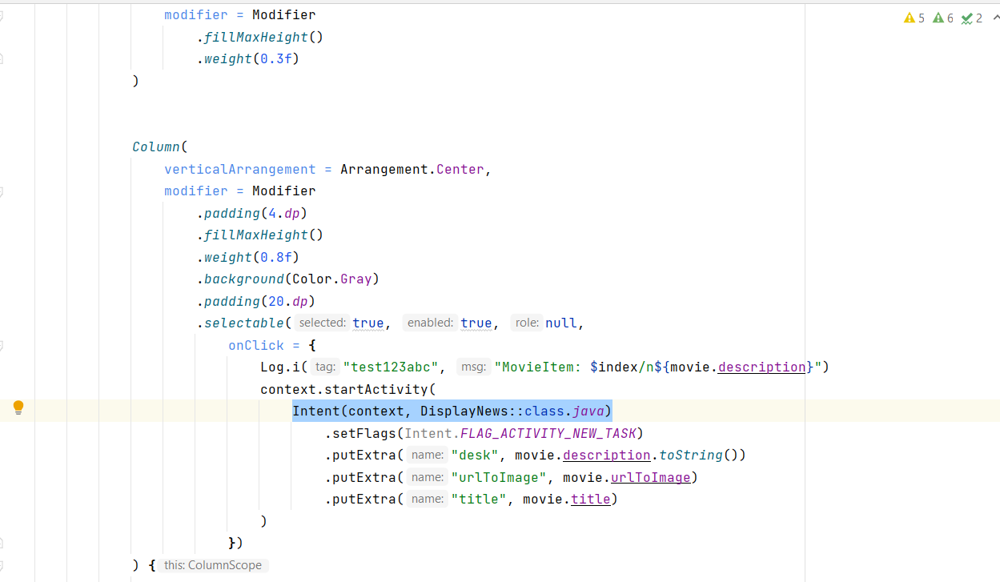 5 6 2
modifier = Modifier
.fillMaxHeight()
.weight(0.3f)
)
Column(
verticalArrangement = Arrangement.Center,
modifier = Modifier
.padding(4.dp)
.fillMaxHeight()
.weight(0.8f)
.background(Color.Gray)
.padding(20.dp)
.selectable( selected: true, enabled: true, role: null,
onClick = {
Log.i( tag: "test123abc", msg: "MovieItem: $index/n${movie.description}")
context.startActivity(
Intent(context, DisplayNews::class.java)
.setFlags(Intent.FLAG_ACTIVITY_NEW_TASK)
.putExtra( name: "desk", movie.description.toString())
.putExtra( name: "urlToImage", movie.urlToImage)
.putExtra( name: "title", movie.title)
)
})
) { this: ColumnScope